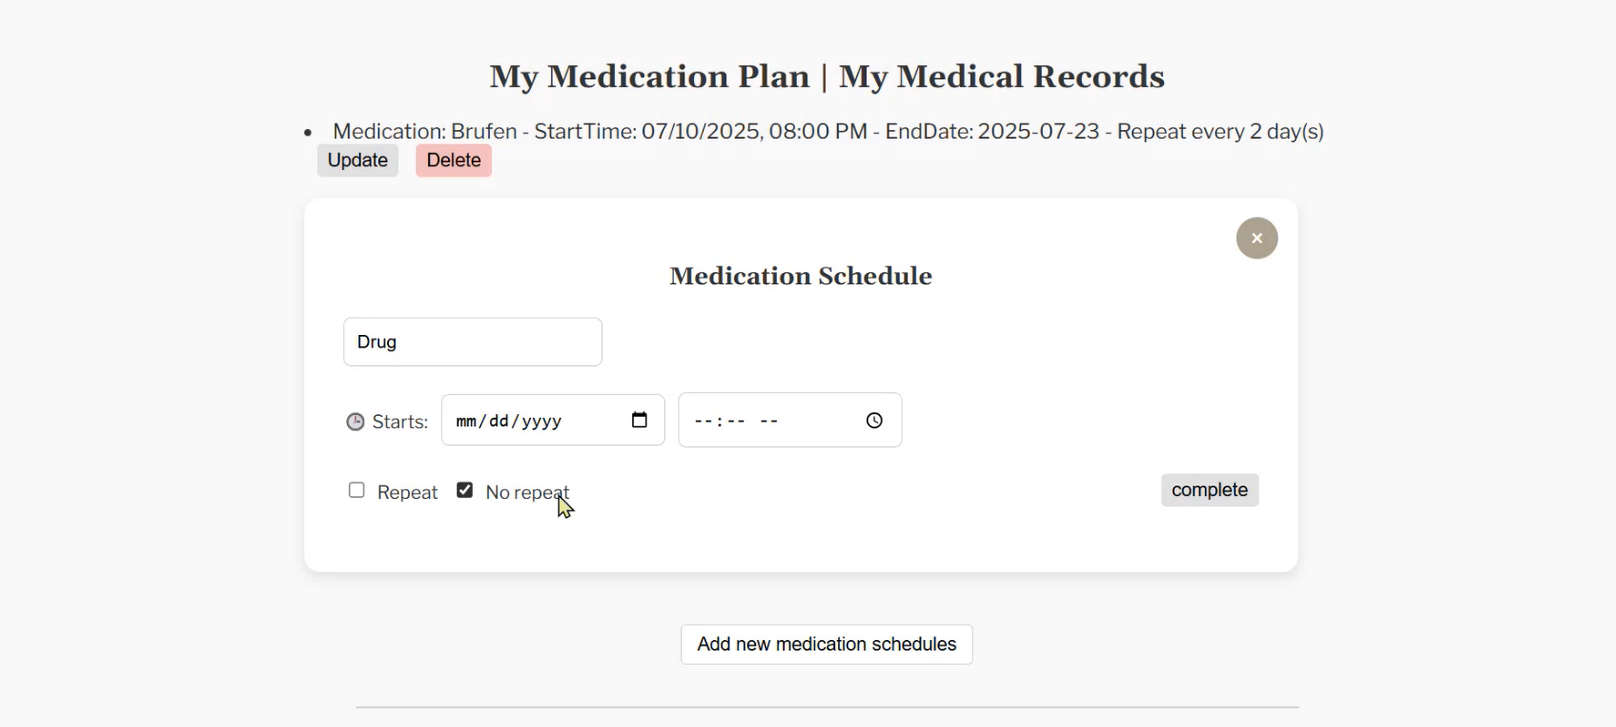 My Medication Plan | My Medical Records
• Medication: Brufen - StartTime: 07/10/2025, 08:00 PM - EndDate: 2025-07-23 - Repeat every 2 day(s)
Update Delete
×
Medication Schedule
Drug
Starts: mm/dd/yyyy --:-- --
Repeat No repeat complete
Add new medication schedules